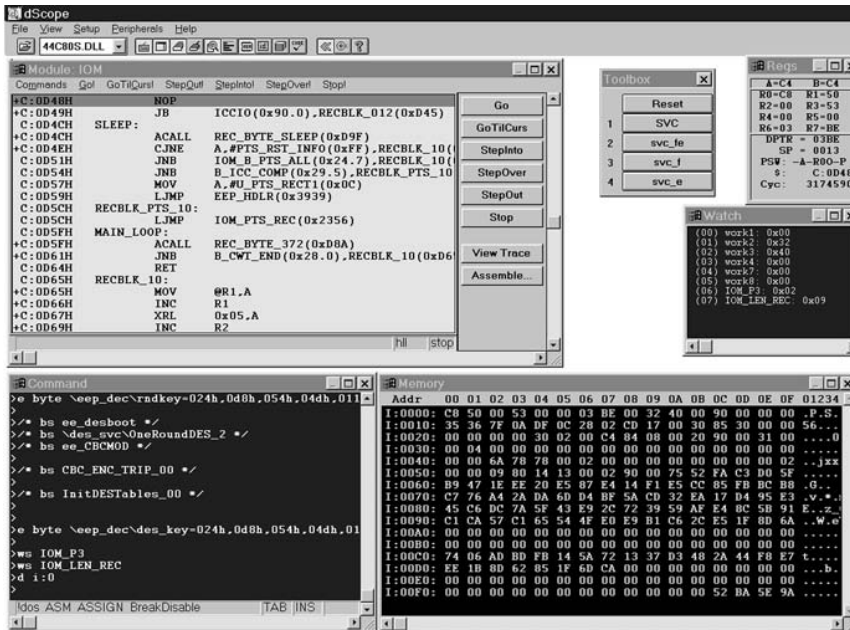 dScope
File View Setup Peripherals Help
44C80S.DLL
Module: IOM
Commands Go! GoTilCurs! StepOut! StepInto! StepOver! Stop!
+C:0D48H NOP
+C:0D49H JB ICCIO(0x90.0),RECBLK_012(0xD45)
C:0D4CH SLEEP:
+C:0D4CH ACALL REC_BYTE_SLEEP(0xD9F)
+C:0D4EH CJNE A,#PTS_RST_INFO(0xFF),RECBLK_10(
C:0D51H JNB IOM_B_PTS_ALL(0x24.7),RECBLK_10(
C:0D54H JNB B_ICC_COMP(0x29.5),RECBLK_PTS_10
C:0D57H MOV A,#U_PTS_RECT1(0x0C)
C:0D59H LJMP EEP_HDLR(0x3939)
C:0D5CH RECBLK_PTS_10:
C:0D5CH LJMP IOM_PTS_REC(0x2356)
C:0D5FH MAIN_LOOP:
+C:0D5FH ACALL REC_BYTE_372(0xD8A)
+C:0D61H JNB B_CWT_END(0x28.0),RECBLK_10(0xD6
C:0D64H RET
C:0D65H RECBLK_10:
+C:0D65H MOV @R1,A
+C:0D66H INC R1
+C:0D67H XRL 0x05,A
+C:0D69H INC R2
hll stop
Go
GoTilCurs
StepInto
StepOver
StepOut
Stop
View Trace
Assemble...
Toolbox
Reset
1 SVC
2 svc_fe
3 svc_f
4 svc_e
Regs
A=C4 B=C4
R0=C8 R1=50
R2=00 R3=53
R4=00 R5=00
R6=03 R7=BE
DPTR = 03BE
SP = 0013
PSW: -A-R0O-P
$: C:0D48
Cyc: 3174590
Watch
(00) work1: 0x00
(01) work2: 0x32
(02) work3: 0x40
(03) work4: 0x00
(04) work7: 0x00
(05) work8: 0x00
(06) IOM_P3: 0x02
(07) IOM_LEN_REC: 0x09
Command
>e byte \eep_dec\rndkey=024h,0d8h,054h,04dh,011
>
>/* bs ee_desboot */
>/* bs \des_svc\OneRoundDES_2 */
>/* bs ee_CBCMOD */
>
>/* bs CBC_ENC_TRIP_00 */
>
>/* bs InitDESTables_00 */
>
>
>e byte \eep_dec\des_key=024h,0d8h,054h,04dh,01
>
>ws IOM_P3
>ws IOM_LEN_REC
>d i:0
>
!dos ASM ASSIGN BreakDisable TAB INS
Memory
Addr 00 01 02 03 04 05 06 07 08 09 0A 0B 0C 0D 0E 0F 01234
I:0000: C8 50 00 53 00 00 03 BE 00 32 40 00 90 00 00 00 .P.S.
I:0010: 35 36 7F 0A DF 0C 28 02 CD 17 00 30 85 30 00 00 56...
I:0020: 00 00 00 00 30 02 00 C4 84 08 00 20 90 00 31 00 ....0
I:0030: 00 04 00 00 00 00 00 00 00 00 00 00 00 00 00 00 .....
I:0040: 00 00 6A 78 78 00 02 00 00 00 00 00 00 00 00 02 ..jxx
I:0050: 00 00 09 80 14 13 00 02 90 00 75 52 FA C3 D0 5F .....
I:0060: B9 47 1E EE 20 E5 87 E4 14 F1 E5 CC 85 FB BC B8 .G..
I:0070: C7 76 A4 2A DA 6D D4 BF 5A CD 32 EA 17 D4 95 E3 .v.*.
I:0080: 45 C6 DC 7A 5F 43 E9 2C 72 39 59 AF E4 8C 5B 91 E..z_
I:0090: C1 CA 57 C1 65 54 4F E0 E9 B1 C6 2C E5 1F 8D 6A ..W.e
I:00A0: 00 00 00 00 00 00 00 00 00 00 00 00 00 00 00 00 .....
I:00B0: 00 00 00 00 00 00 00 00 00 00 00 00 00 00 00 00 .....
I:00C0: 74 06 AD BD FB 14 5A 72 13 37 D3 48 2A 44 F8 E7 t....
I:00D0: EE 1B 8D 62 85 1F 6D CA 00 00 00 00 00 00 00 00 ...b.
I:00E0: 00 00 00 00 00 00 00 00 00 00 00 00 00 00 00 00 .....
I:00F0: 00 00 00 00 00 00 00 00 00 00 00 00 52 BA 5E 9A .....